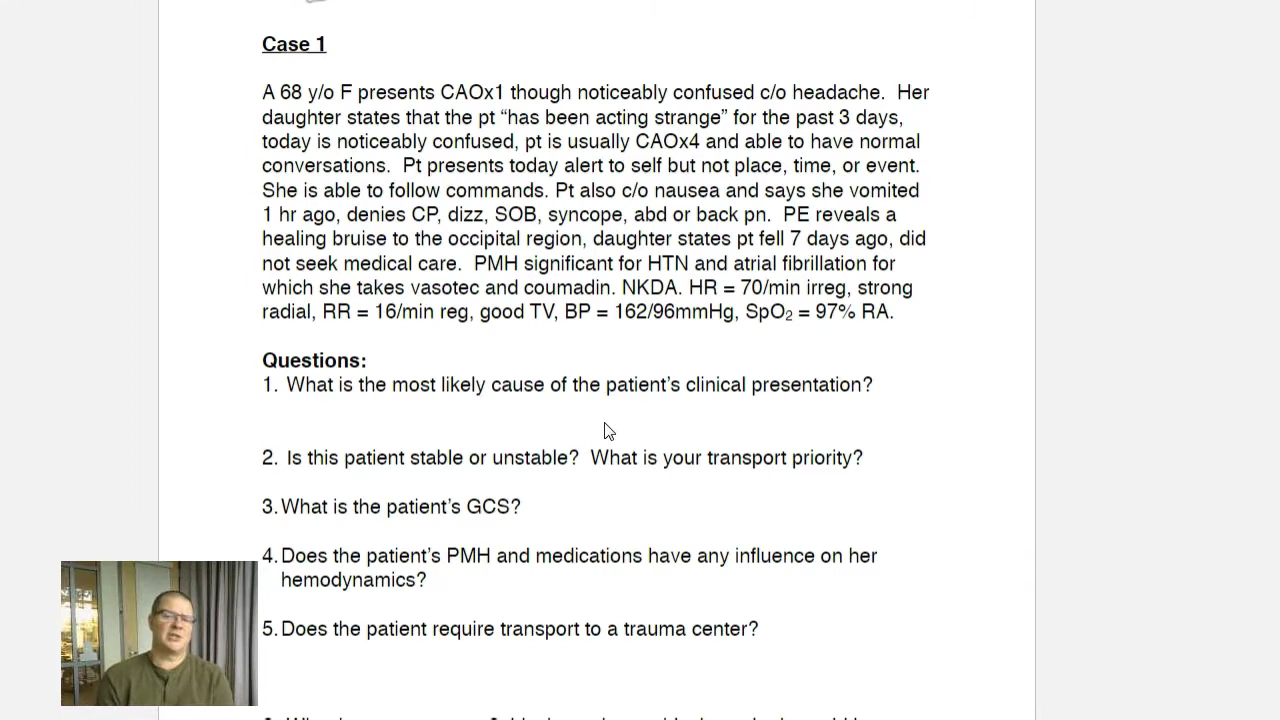 Case 1
A 68 y/o F presents CAOx1 though noticeably confused c/o headache.  Her
daughter states that the pt “has been acting strange” for the past 3 days,
today is noticeably confused, pt is usually CAOx4 and able to have normal
conversations.  Pt presents today alert to self but not place, time, or event.
She is able to follow commands. Pt also c/o nausea and says she vomited
1 hr ago, denies CP, dizz, SOB, syncope, abd or back pn.  PE reveals a
healing bruise to the occipital region, daughter states pt fell 7 days ago, did
not seek medical care.  PMH significant for HTN and atrial fibrillation for
which she takes vasotec and coumadin. NKDA. HR = 70/min irreg, strong
radial, RR = 16/min reg, good TV, BP = 162/96mmHg, SpO₂ = 97% RA.
Questions:
1. What is the most likely cause of the patient’s clinical presentation?
2. Is this patient stable or unstable?  What is your transport priority?
3. What is the patient’s GCS?
4. Does the patient’s PMH and medications have any influence on her
hemodynamics?
5. Does the patient require transport to a trauma center?